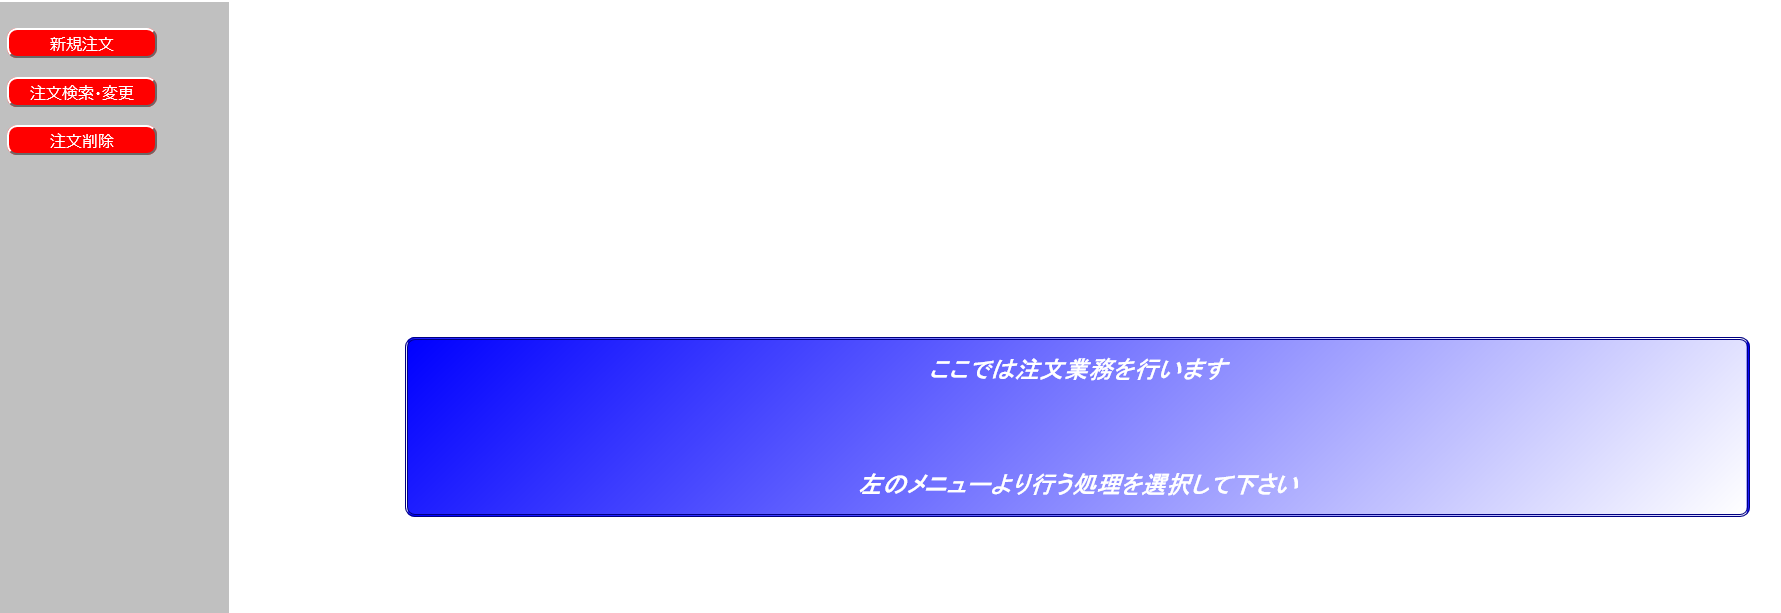 新規注文
注文検索･変更
注文削除
ここでは注文業務を行います
左のメニューより行う処理を選択して下さい